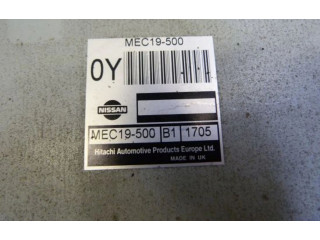 MEC19-500
0Y
NISSAN
MEC19-500 B1 1705
Hitachi Automotive Products Europe Ltd.
MADE IN UK